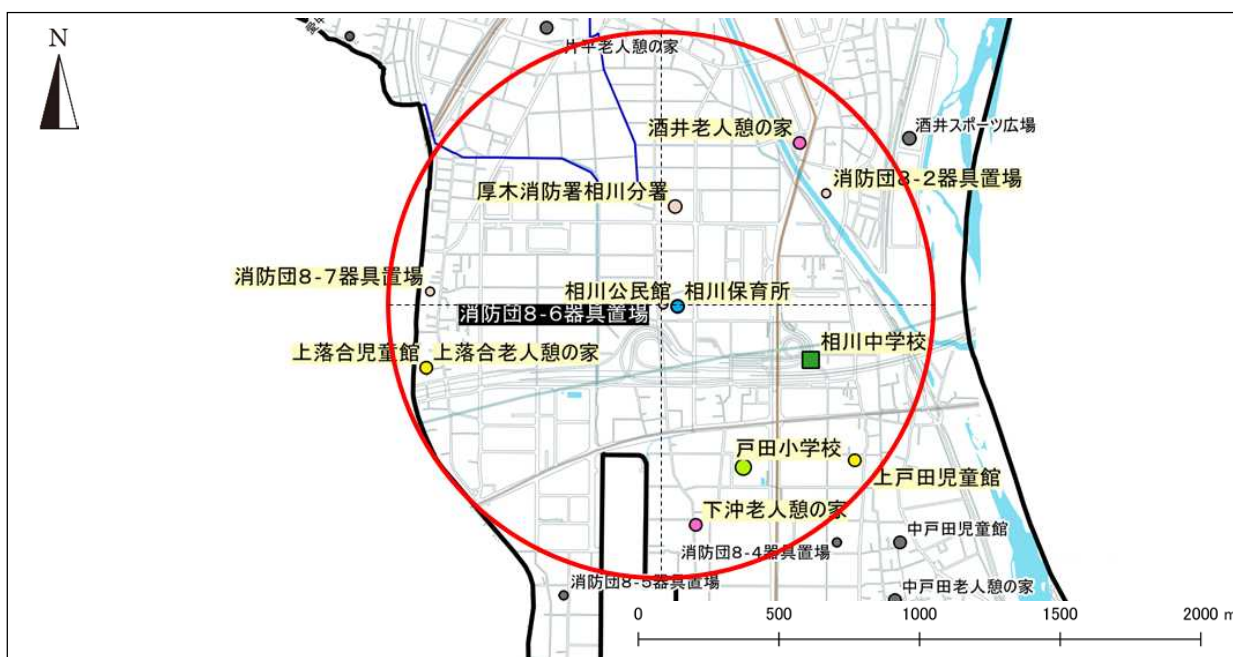 N
片平老人憩の家
酒井老人憩の家
酒井スポーツ広場
消防団8-2器具置場
厚木消防署相川分署
消防団8-7器具置場
相川公民館 相川保育所
消防団8-6器具置場
相川中学校
上落合児童館 上落合老人憩の家
戸田小学校
上戸田児童館
下沖老人憩の家
中戸田児童館
消防団8-4器具置場
消防団8-5器具置場
中戸田老人憩の家
0 500 1000 1500 2000 m